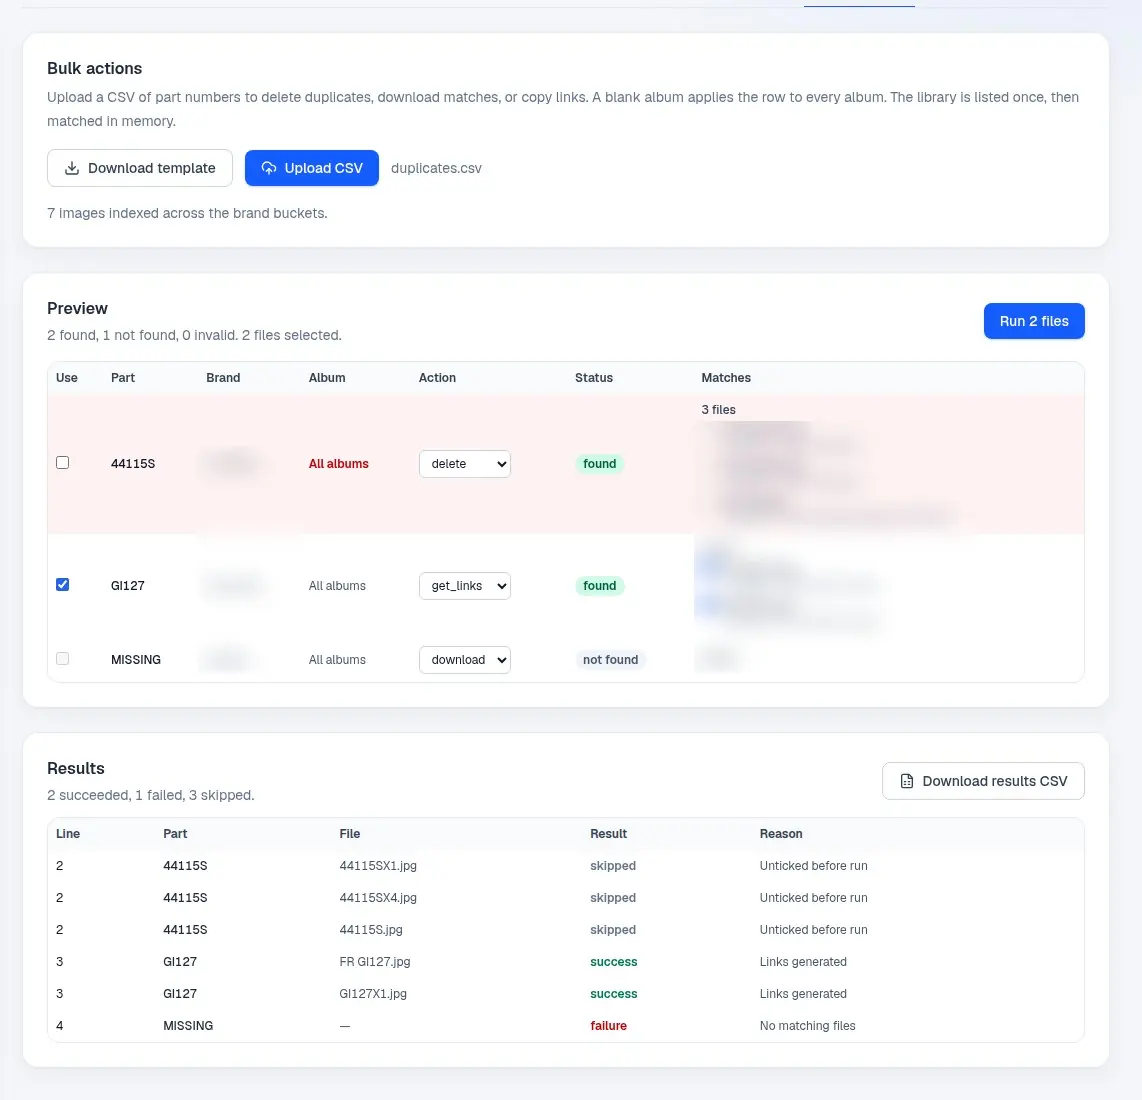 Bulk actions
Upload a CSV of part numbers to delete duplicates, download matches, or copy links. A blank album applies the row to every album. The library is listed once, then
matched in memory.
Download template
Upload CSV
duplicates.csv
7 images indexed across the brand buckets.
Preview
2 found, 1 not found, 0 invalid. 2 files selected.
Run 2 files
Use Part Brand Album Action Status Matches
3 files
44115S All albums delete found
GI127 All albums get_links found
MISSING All albums download not found
Results
2 succeeded, 1 failed, 3 skipped.
Download results CSV
Line Part File Result Reason
2 44115S 44115SX1.jpg skipped Unticked before run
2 44115S 44115SX4.jpg skipped Unticked before run
2 44115S 44115S.jpg skipped Unticked before run
3 GI127 FR GI127.jpg success Links generated
3 GI127 GI127X1.jpg success Links generated
4 MISSING — failure No matching files